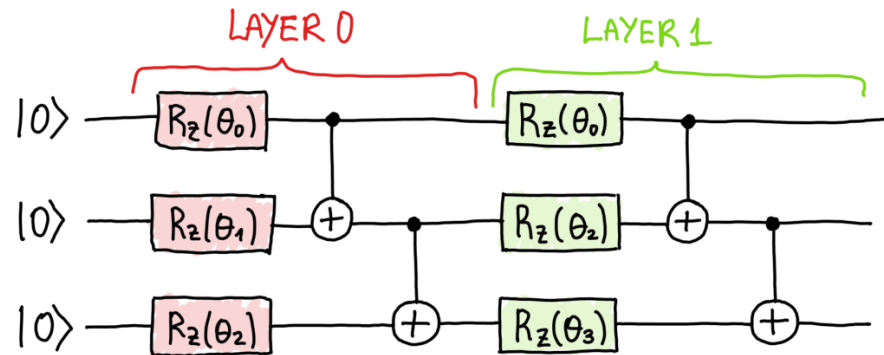 LAYER 0 LAYER 1
|0⟩ Rz(θ₀) Rz(θ₀)
|0⟩ Rz(θ₁) Rz(θ₂)
|0⟩ Rz(θ₂) Rz(θ₃)